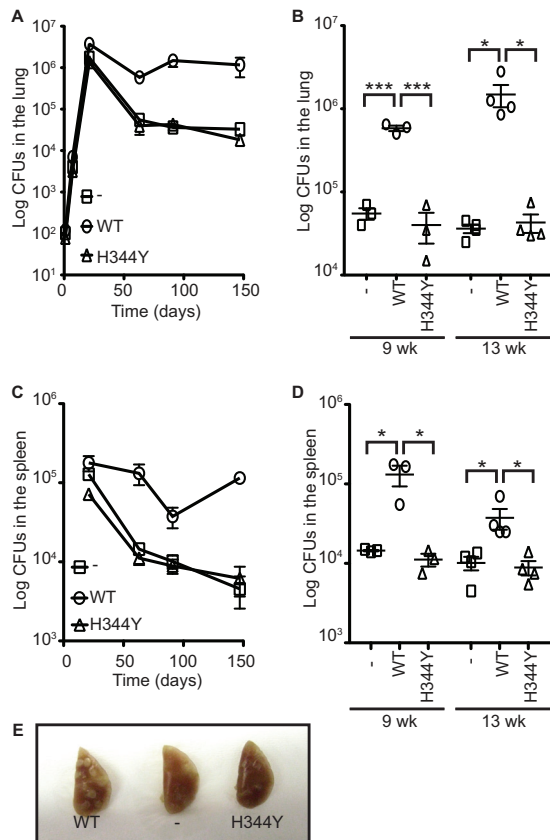 A
Log CFUs in the lung
10⁷
10⁶
10⁵
10⁴
10³
10²
10¹
-
WT
H344Y
0 50 100 150
Time (days)
B
Log CFUs in the lung
10⁷
10⁶
10⁵
10⁴
*** ***
* *
- WT H344Y - WT H344Y
9 wk 13 wk
C
Log CFUs in the spleen
10⁶
10⁵
10⁴
10³
-
WT
H344Y
0 50 100 150
Time (days)
D
Log CFUs in the spleen
10⁶
10⁵
10⁴
10³
* *
* *
- WT H344Y - WT H344Y
9 wk 13 wk
E
WT - H344Y